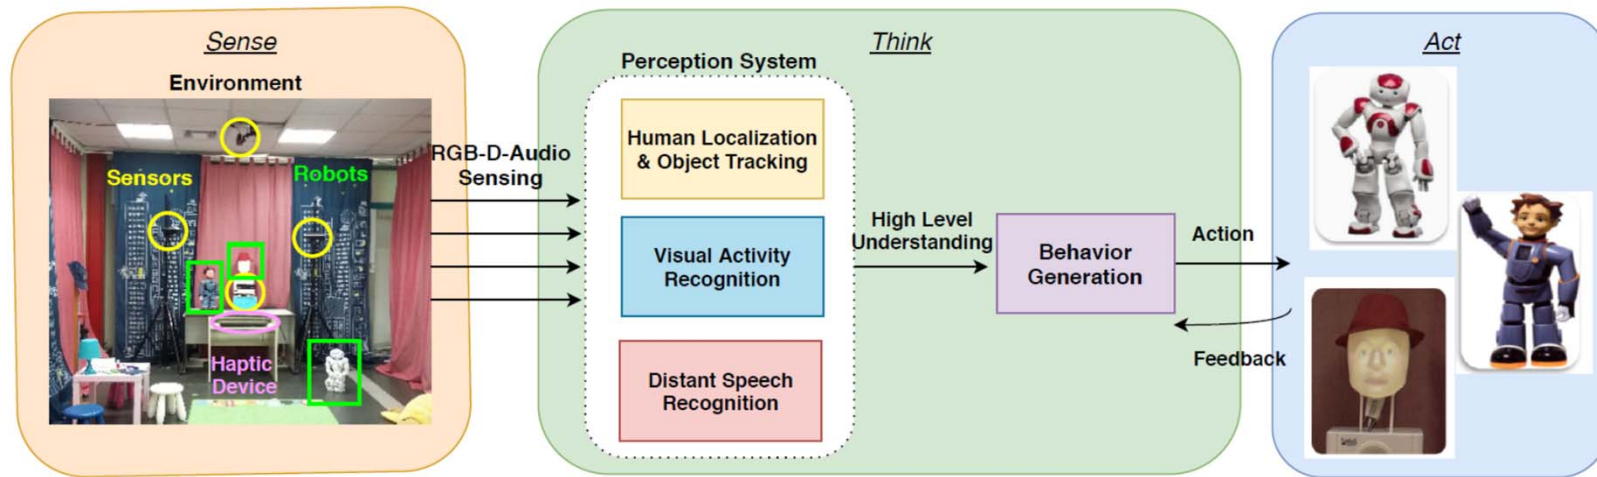 Sense
Environment
Sensors
Robots
Haptic
Device
RGB-D-Audio
Sensing
Think
Perception System
Human Localization
& Object Tracking
Visual Activity
Recognition
Distant Speech
Recognition
High Level
Understanding
Behavior
Generation
Action
Feedback
Act